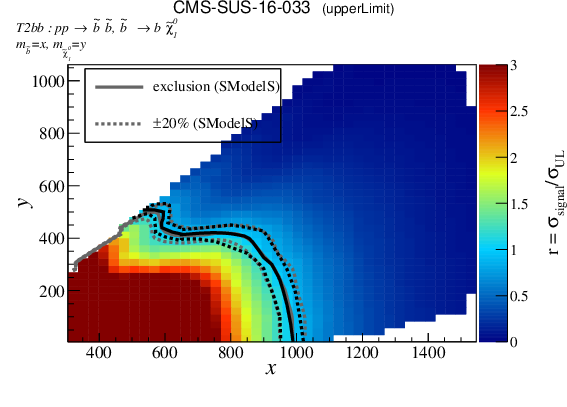 CMS-SUS-16-033 (upperLimit)
T2bb : pp → b̃ b̃, b̃ → b χ̃⁰₁
m_b̃=x, m_χ̃⁰₁=y
exclusion (SModelS)
±20% (SModelS)
1000
800
600
400
200
y
400 600 800 1000 1200 1400
x
3
2.5
2
1.5
1
0.5
0
r = σ_signal/σ_UL